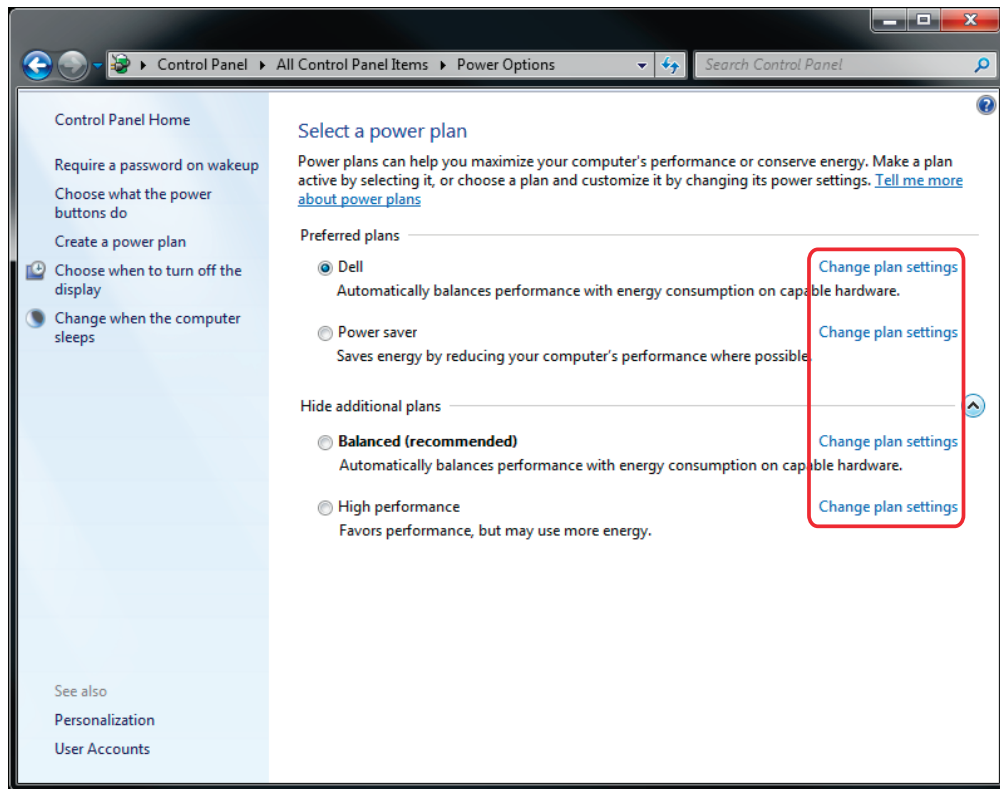 Control Panel
All Control Panel Items
Power Options
Search Control Panel
Control Panel Home
Require a password on wakeup
Choose what the power
buttons do
Create a power plan
Choose when to turn off the
display
Change when the computer
sleeps
See also
Personalization
User Accounts
Select a power plan
Power plans can help you maximize your computer's performance or conserve energy. Make a plan
active by selecting it, or choose a plan and customize it by changing its power settings. Tell me more
about power plans
Preferred plans
Dell
Change plan settings
Automatically balances performance with energy consumption on capable hardware.
Power saver
Change plan settings
Saves energy by reducing your computer's performance where possible.
Hide additional plans
Balanced (recommended)
Change plan settings
Automatically balances performance with energy consumption on capable hardware.
High performance
Change plan settings
Favors performance, but may use more energy.